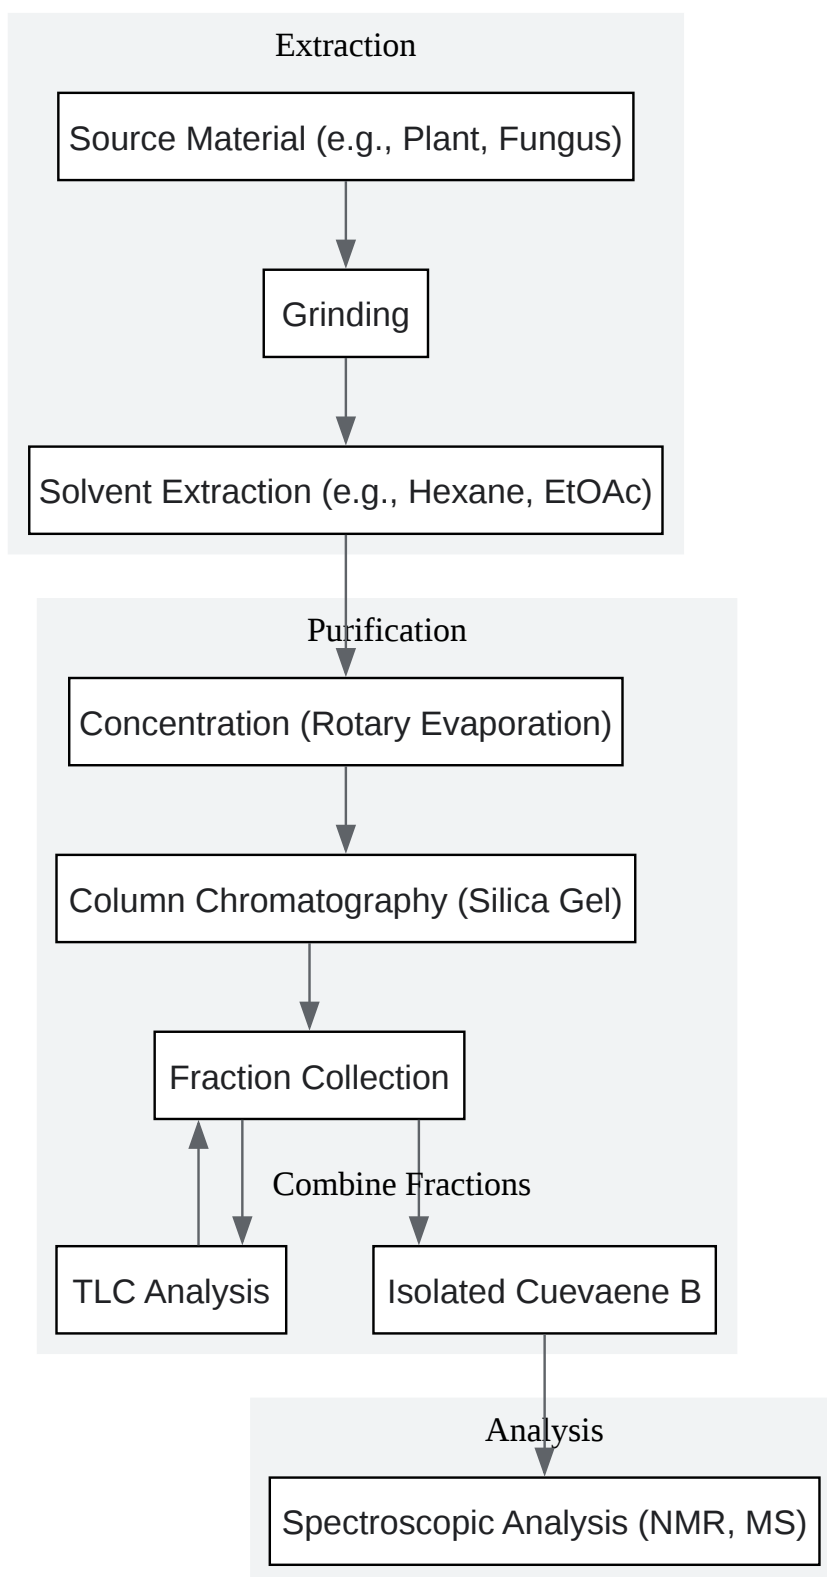 Extraction
Source Material (e.g., Plant, Fungus)
Grinding
Solvent Extraction (e.g., Hexane, EtOAc)
Purification
Concentration (Rotary Evaporation)
Column Chromatography (Silica Gel)
Fraction Collection
Combine Fractions
TLC Analysis
Isolated Cuevaene B
Analysis
Spectroscopic Analysis (NMR, MS)